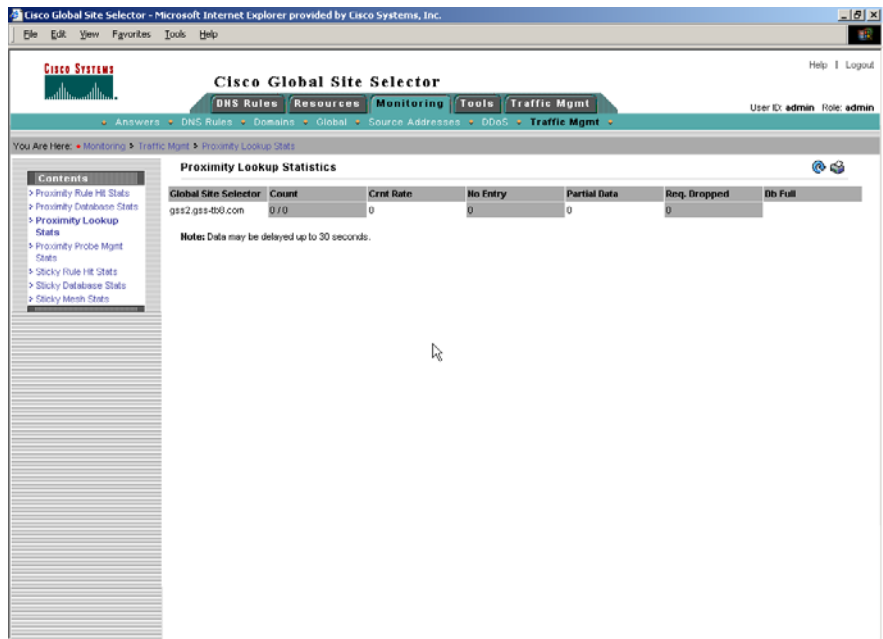 Cisco Global Site Selector - Microsoft Internet Explorer provided by Cisco Systems, Inc.
File Edit View Favorites Tools Help
CISCO SYSTEMS
Help | Logout
Cisco Global Site Selector
DNS Rules Resources Monitoring Tools Traffic Mgmt
User ID: admin Role: admin
Answers DNS Rules Domains Global Source Addresses DDoS Traffic Mgmt
You Are Here: Monitoring Traffic Mgmt Proximity Lookup Stats
Contents
Proximity Rule Hit Stats
Proximity Database Stats
Proximity Lookup
Stats
Proximity Probe Mgmt
Stats
Sticky Rule Hit Stats
Sticky Database Stats
Sticky Mesh Stats
Proximity Lookup Statistics
Global Site Selector Count Crnt Rate No Entry Partial Data Req. Dropped Db Full
gss2.gss-tb8.com 0 / 0 0 0 0 0
Note: Data may be delayed up to 30 seconds.